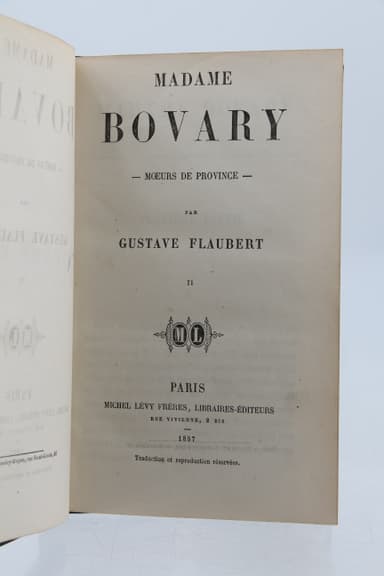 MADAME
BOVARY
— MŒURS DE PROVINCE —
PAR
GUSTAVE FLAUBERT
II
ML
PARIS
MICHEL LÉVY FRÈRES, LIBRAIRES-ÉDITEURS
RUE VIVIENNE, 2 BIS
—
1857
Traduction et reproduction réservées.